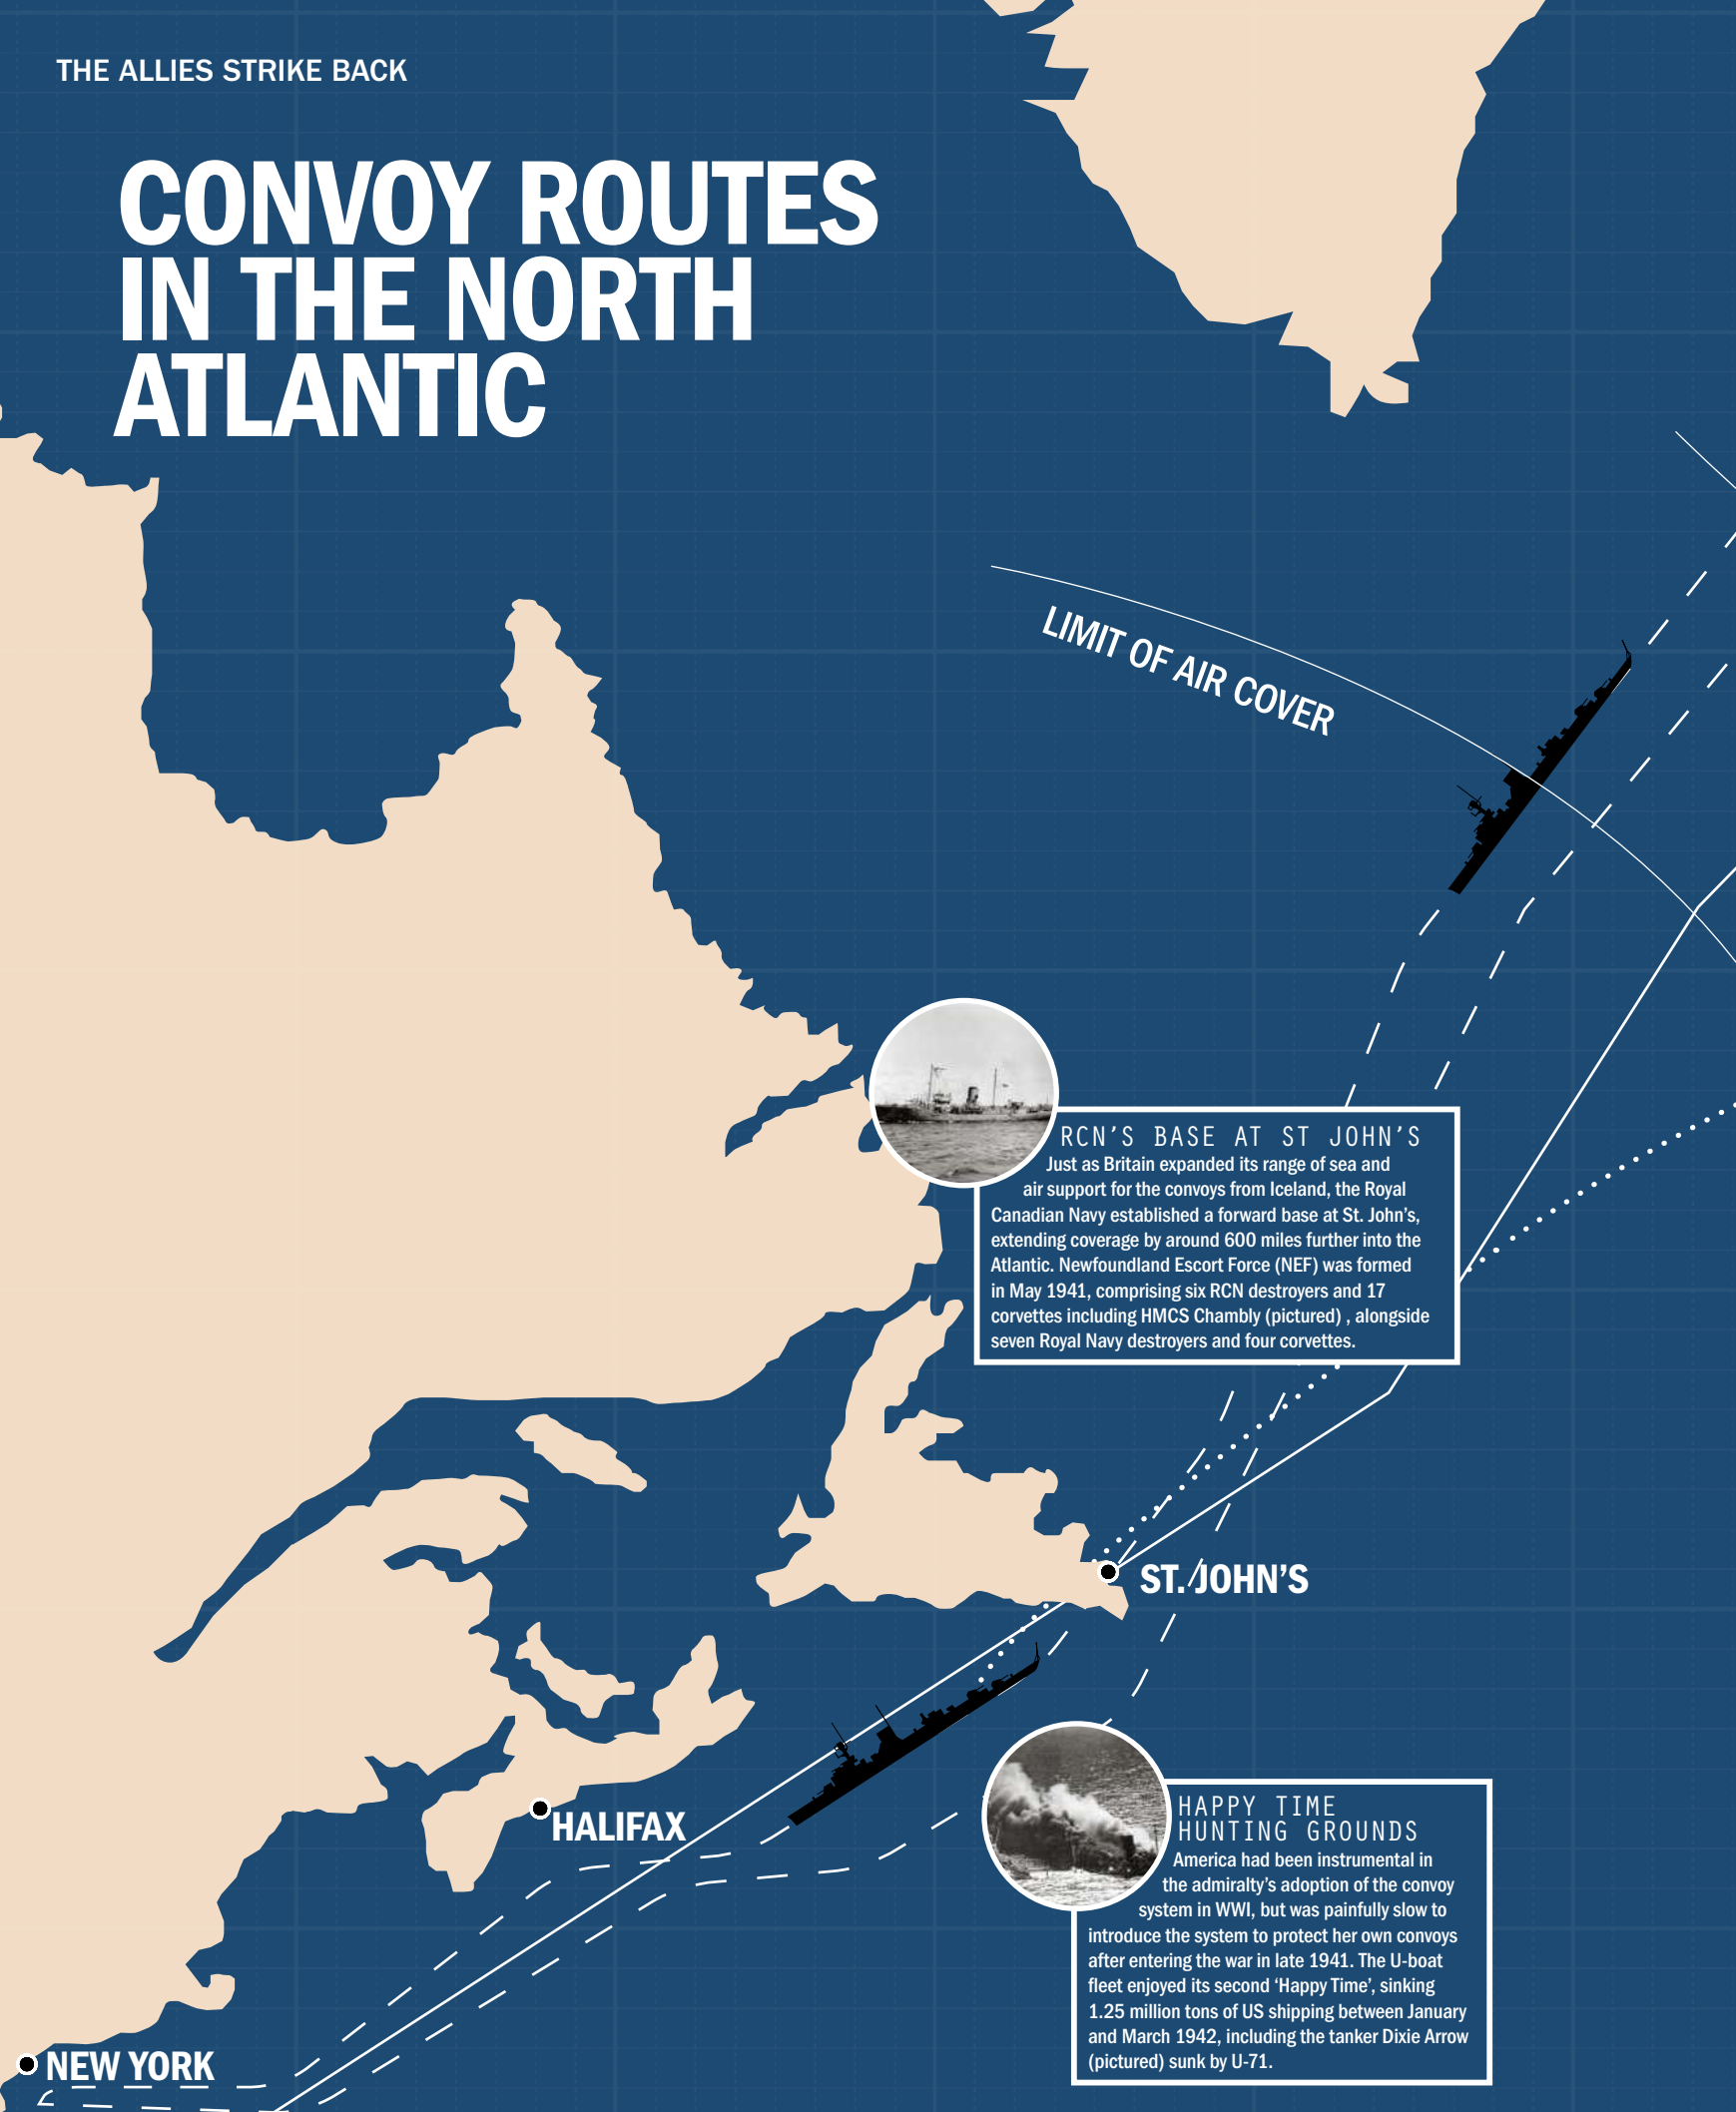 THE ALLIES STRIKE BACK
CONVOY ROUTES
IN THE NORTH
ATLANTIC
LIMIT OF AIR COVER
RCN’S BASE AT ST JOHN’S
Just as Britain expanded its range of sea and
air support for the convoys from Iceland, the Royal
Canadian Navy established a forward base at St. John’s,
extending coverage by around 600 miles further into the
Atlantic. Newfoundland Escort Force (NEF) was formed
in May 1941, comprising six RCN destroyers and 17
corvettes including HMCS Chambly (pictured) , alongside
seven Royal Navy destroyers and four corvettes.
ST. JOHN’S
HALIFAX
HAPPY TIME
HUNTING GROUNDS
America had been instrumental in
the admiralty’s adoption of the convoy
system in WWI, but was painfully slow to
introduce the system to protect her own convoys
after entering the war in late 1941. The U-boat
fleet enjoyed its second ‘Happy Time’, sinking
1.25 million tons of US shipping between January
and March 1942, including the tanker Dixie Arrow
(pictured) sunk by U-71.
NEW YORK